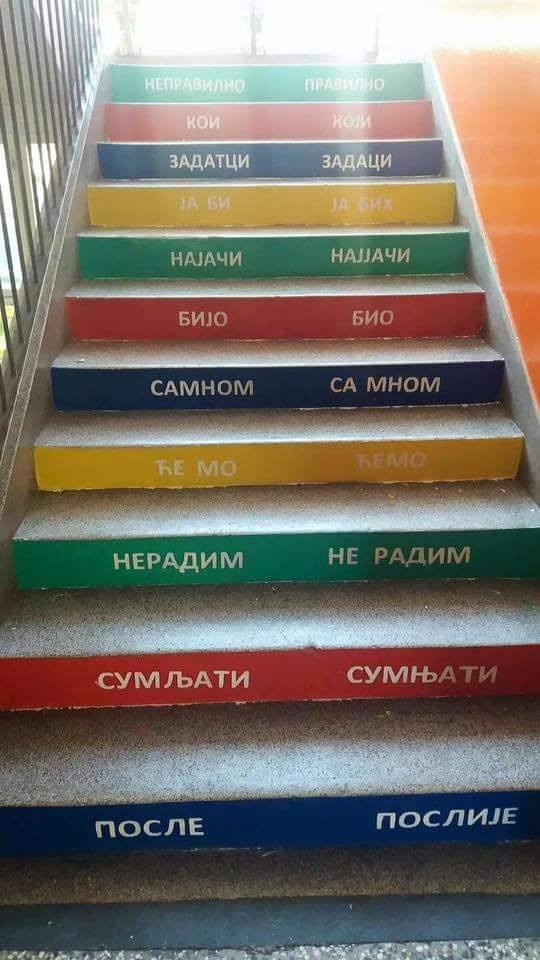 НЕПРАВИЛНО ПРАВИЛНО
КОИ КОЈИ
ЗАДАТЦИ ЗАДАЦИ
ЈА БИ ЈА БИХ
НАЈАЧИ НАЈЈАЧИ
БИЈО БИО
САМНОМ СА МНОМ
ЋЕ МО ЋЕМО
НЕРАДИМ НЕ РАДИМ
СУМЉАТИ СУМЊАТИ
ПОСЛЕ ПОСЛИЈЕ